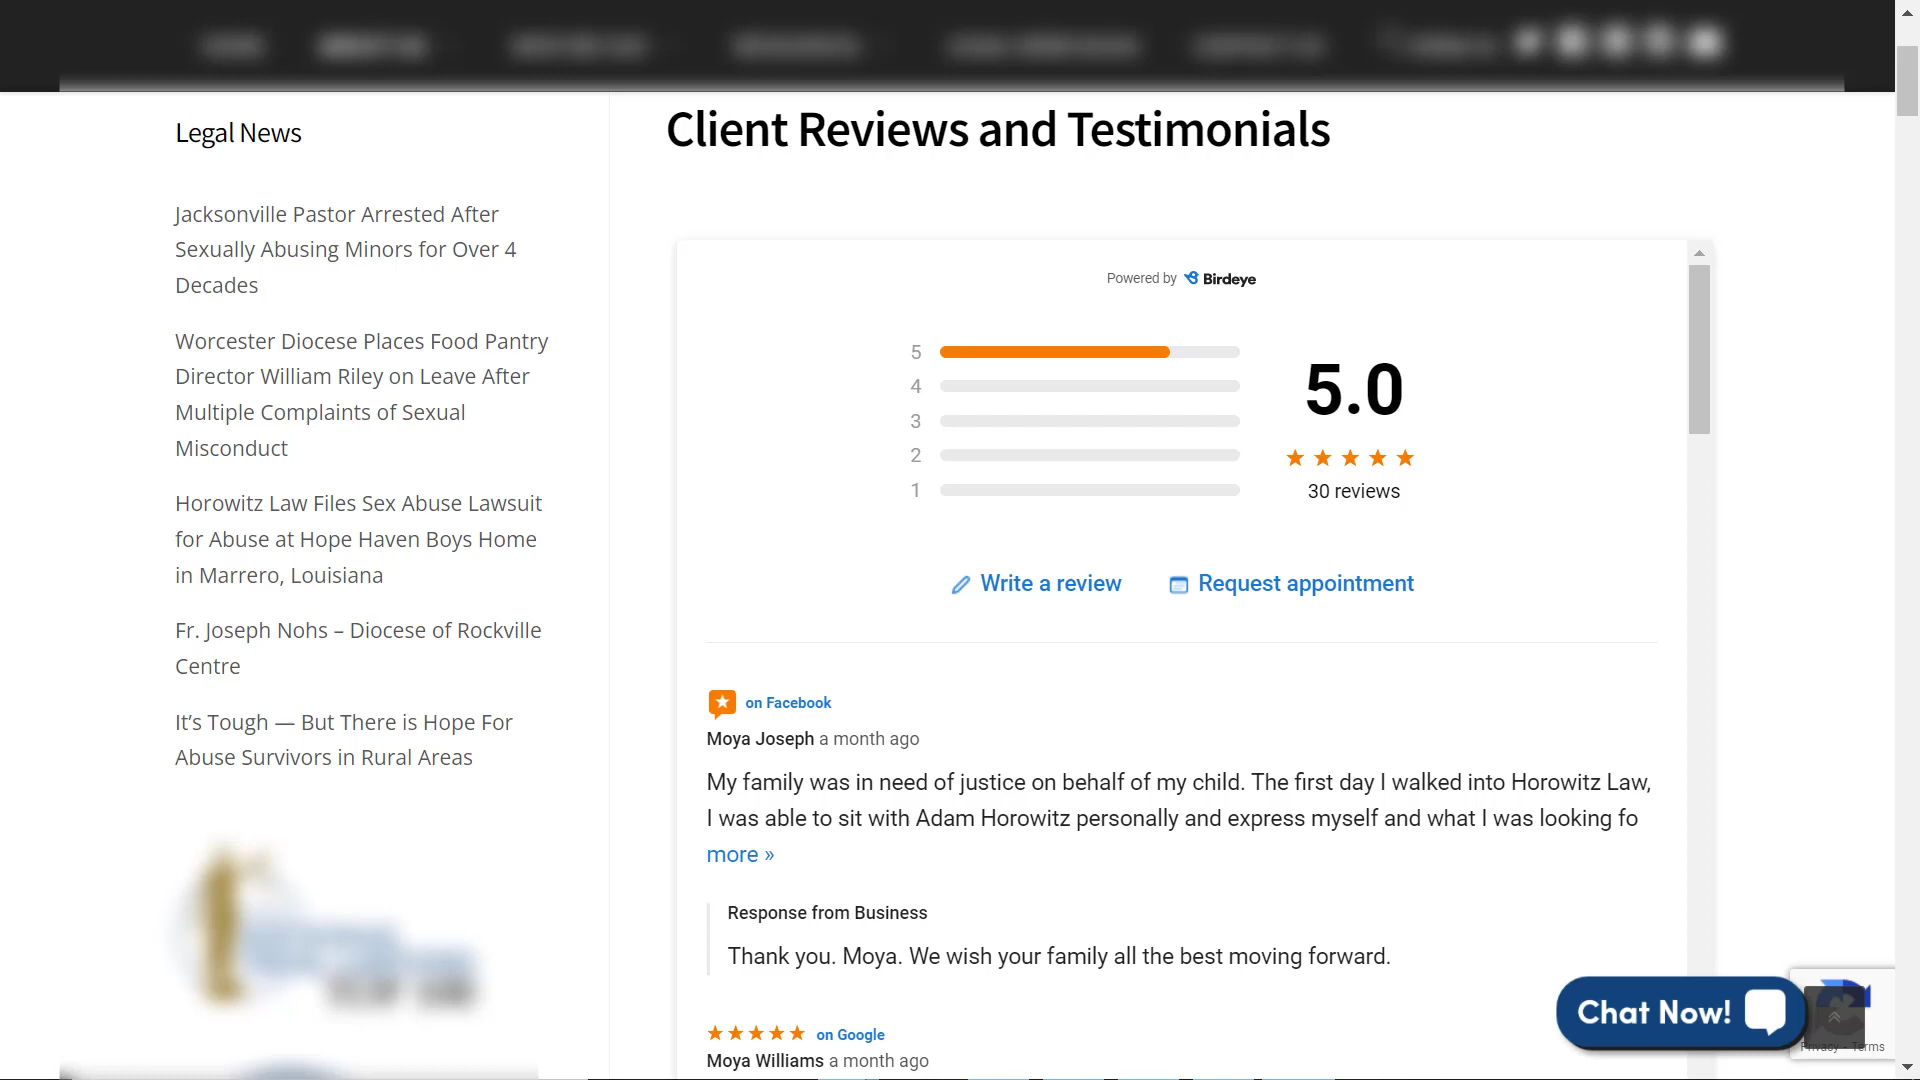 Legal News
Jacksonville Pastor Arrested After
Sexually Abusing Minors for Over 4
Decades
Worcester Diocese Places Food Pantry
Director William Riley on Leave After
Multiple Complaints of Sexual
Misconduct
Horowitz Law Files Sex Abuse Lawsuit
for Abuse at Hope Haven Boys Home
in Marrero, Louisiana
Fr. Joseph Nohs – Diocese of Rockville
Centre
It’s Tough — But There is Hope For
Abuse Survivors in Rural Areas
Client Reviews and Testimonials
Powered by Birdeye
5
4
3
2
1
5.0
30 reviews
Write a review
Request appointment
on Facebook
Moya Joseph a month ago
My family was in need of justice on behalf of my child. The first day I walked into Horowitz Law,
I was able to sit with Adam Horowitz personally and express myself and what I was looking fo
more »
Response from Business
Thank you. Moya. We wish your family all the best moving forward.
on Google
Moya Williams a month ago
Chat Now!
Privacy - Terms